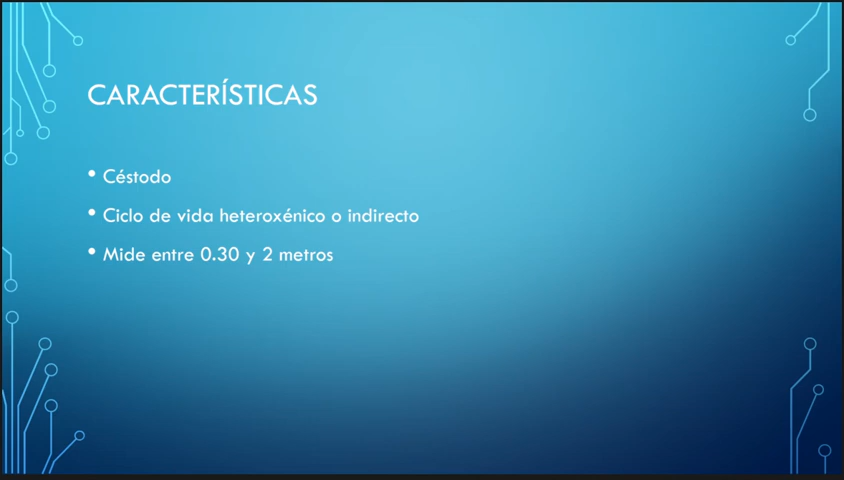 CARACTERÍSTICAS
• Céstodo
• Ciclo de vida heteroxénico o indirecto
• Mide entre 0.30 y 2 metros